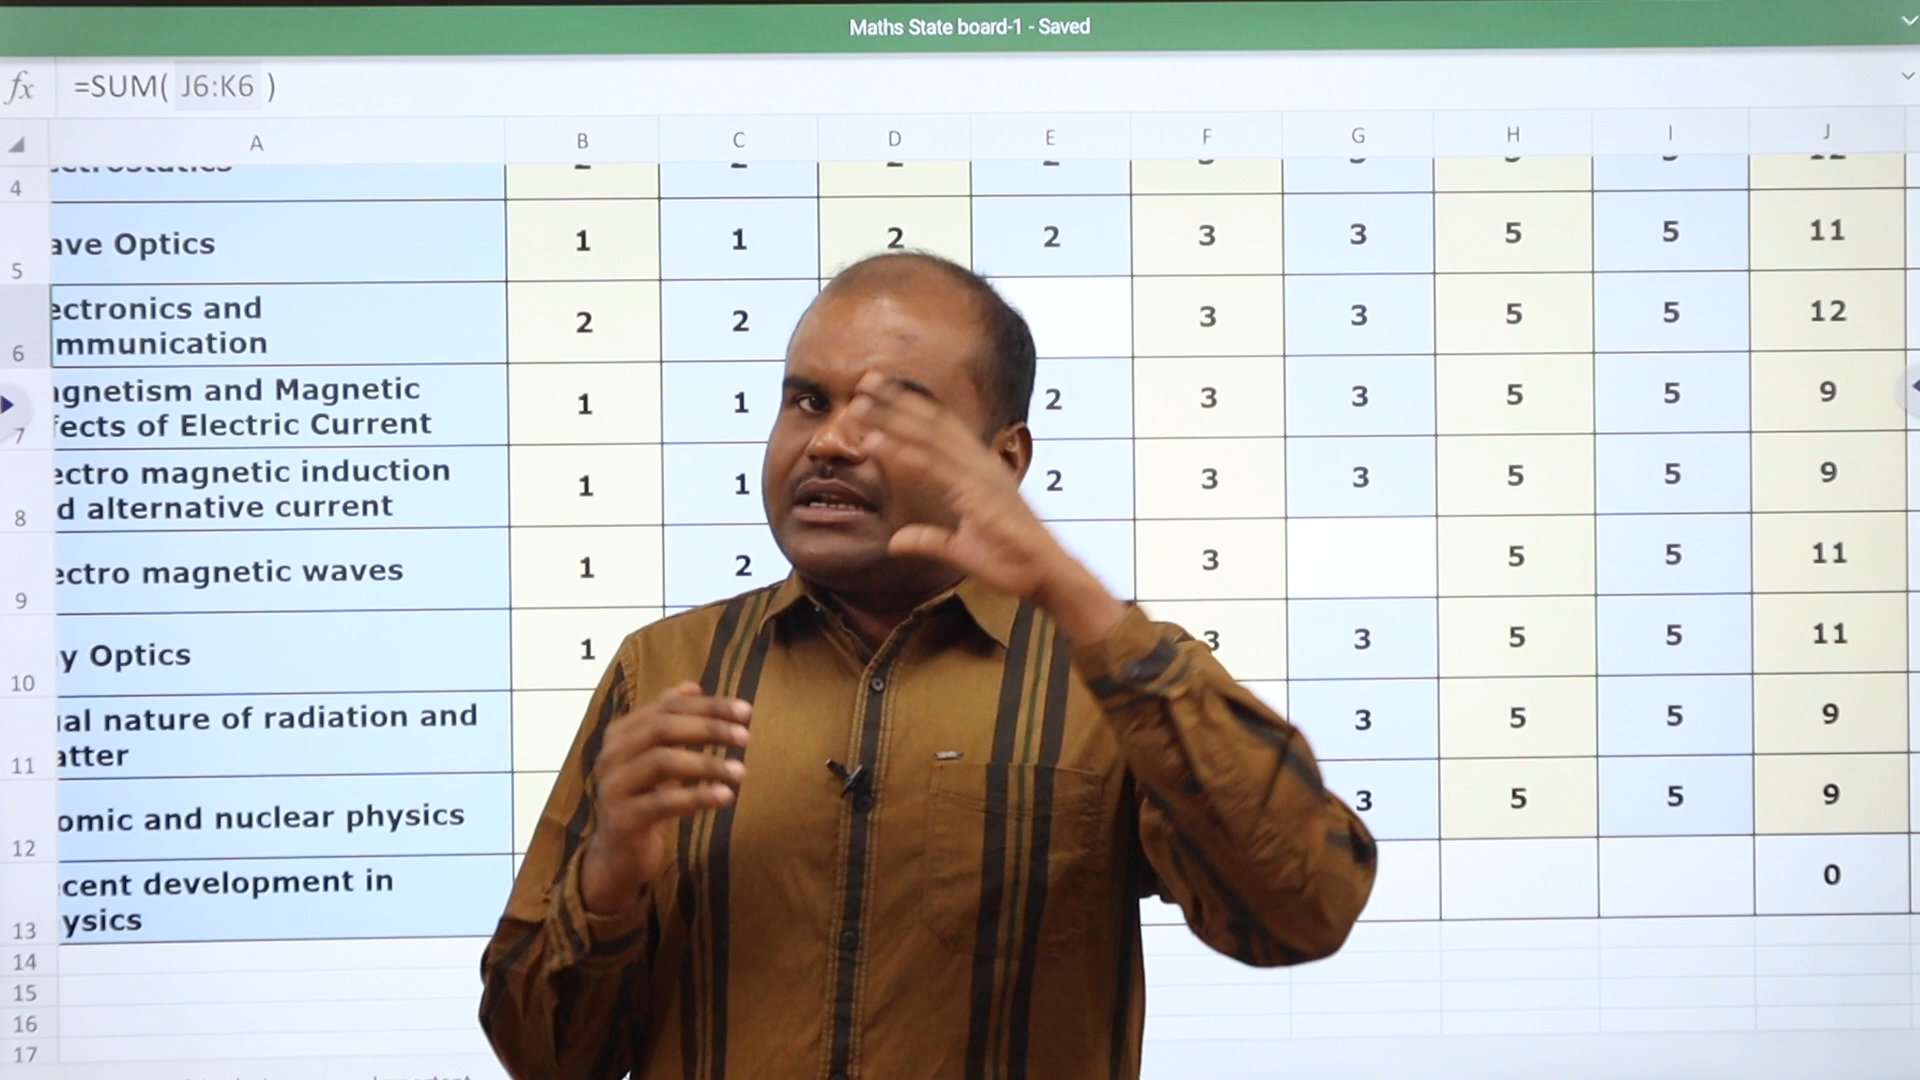 Maths State board-1 - Saved
fx =SUM( J6:K6 )
A B C D E F G H I J
4
5 ave Optics 1 1 2 2 3 3 5 5 11
6 ectronics and
mmunication 2 2 3 3 5 5 12
7 gnetism and Magnetic
fects of Electric Current 1 1 2 3 3 5 5 9
8 ectro magnetic induction
d alternative current 1 1 2 3 3 5 5 9
9 ectro magnetic waves 1 2 3 5 5 11
10 y Optics 1 3 3 5 5 11
11 al nature of radiation and
atter 3 5 5 9
12 omic and nuclear physics 3 5 5 9
13 cent development in
ysics 0
14
15
16
17